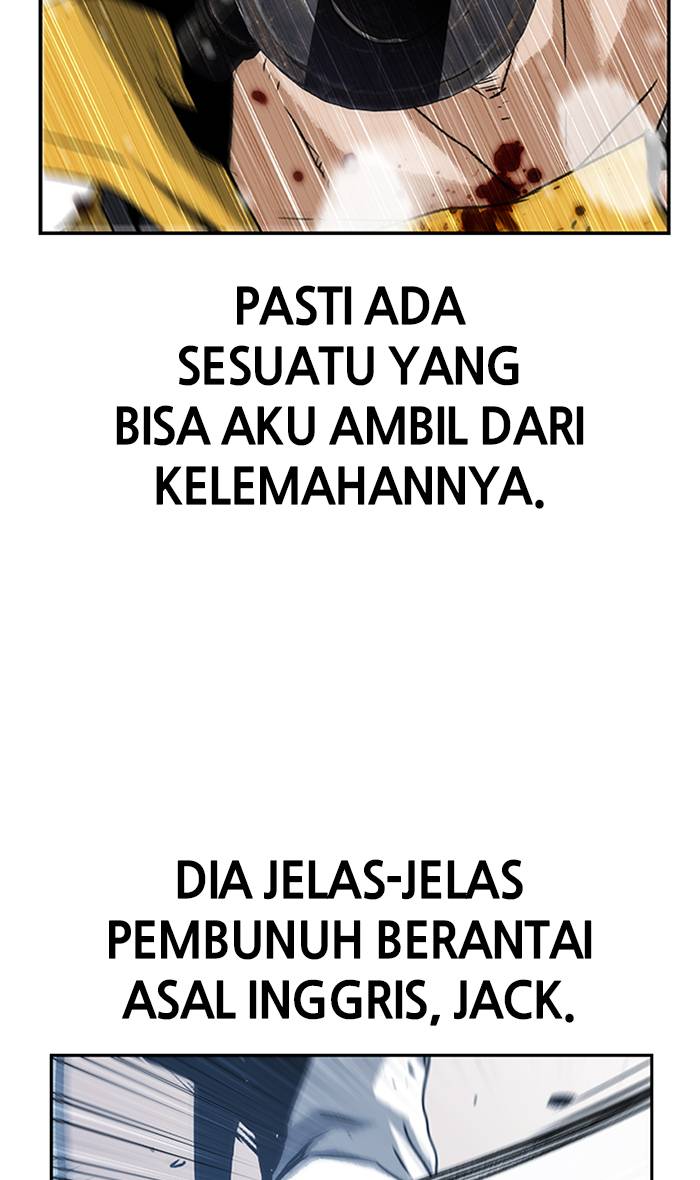 PASTI ADA
SESUATU YANG
BISA AKU AMBIL DARI
KELEMAHANNYA.
DIA JELAS-JELAS
PEMBUNUH BERANTAI
ASAL INGGRIS, JACK.